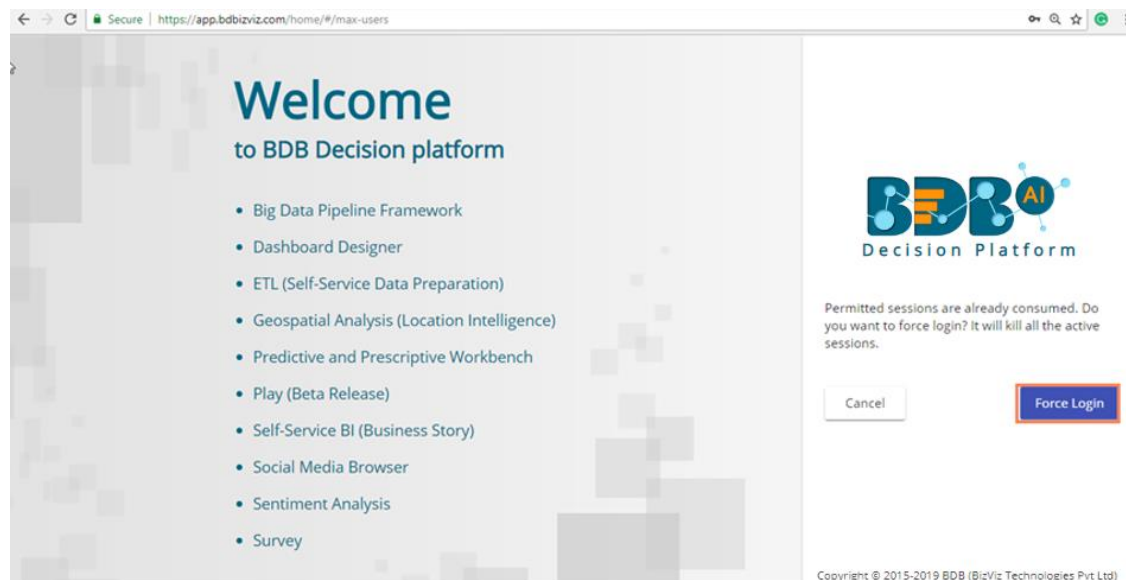 Secure | https://app.bdbizviz.com/home/#/max-users
Welcome
to BDB Decision platform
• Big Data Pipeline Framework
• Dashboard Designer
• ETL (Self-Service Data Preparation)
• Geospatial Analysis (Location Intelligence)
• Predictive and Prescriptive Workbench
• Play (Beta Release)
• Self-Service BI (Business Story)
• Social Media Browser
• Sentiment Analysis
• Survey
BDB AI
Decision Platform
Permitted sessions are already consumed. Do
you want to force login? It will kill all the active
sessions.
Cancel
Force Login
Copyright © 2015-2019 BDB (BizViz Technologies Pvt Ltd)